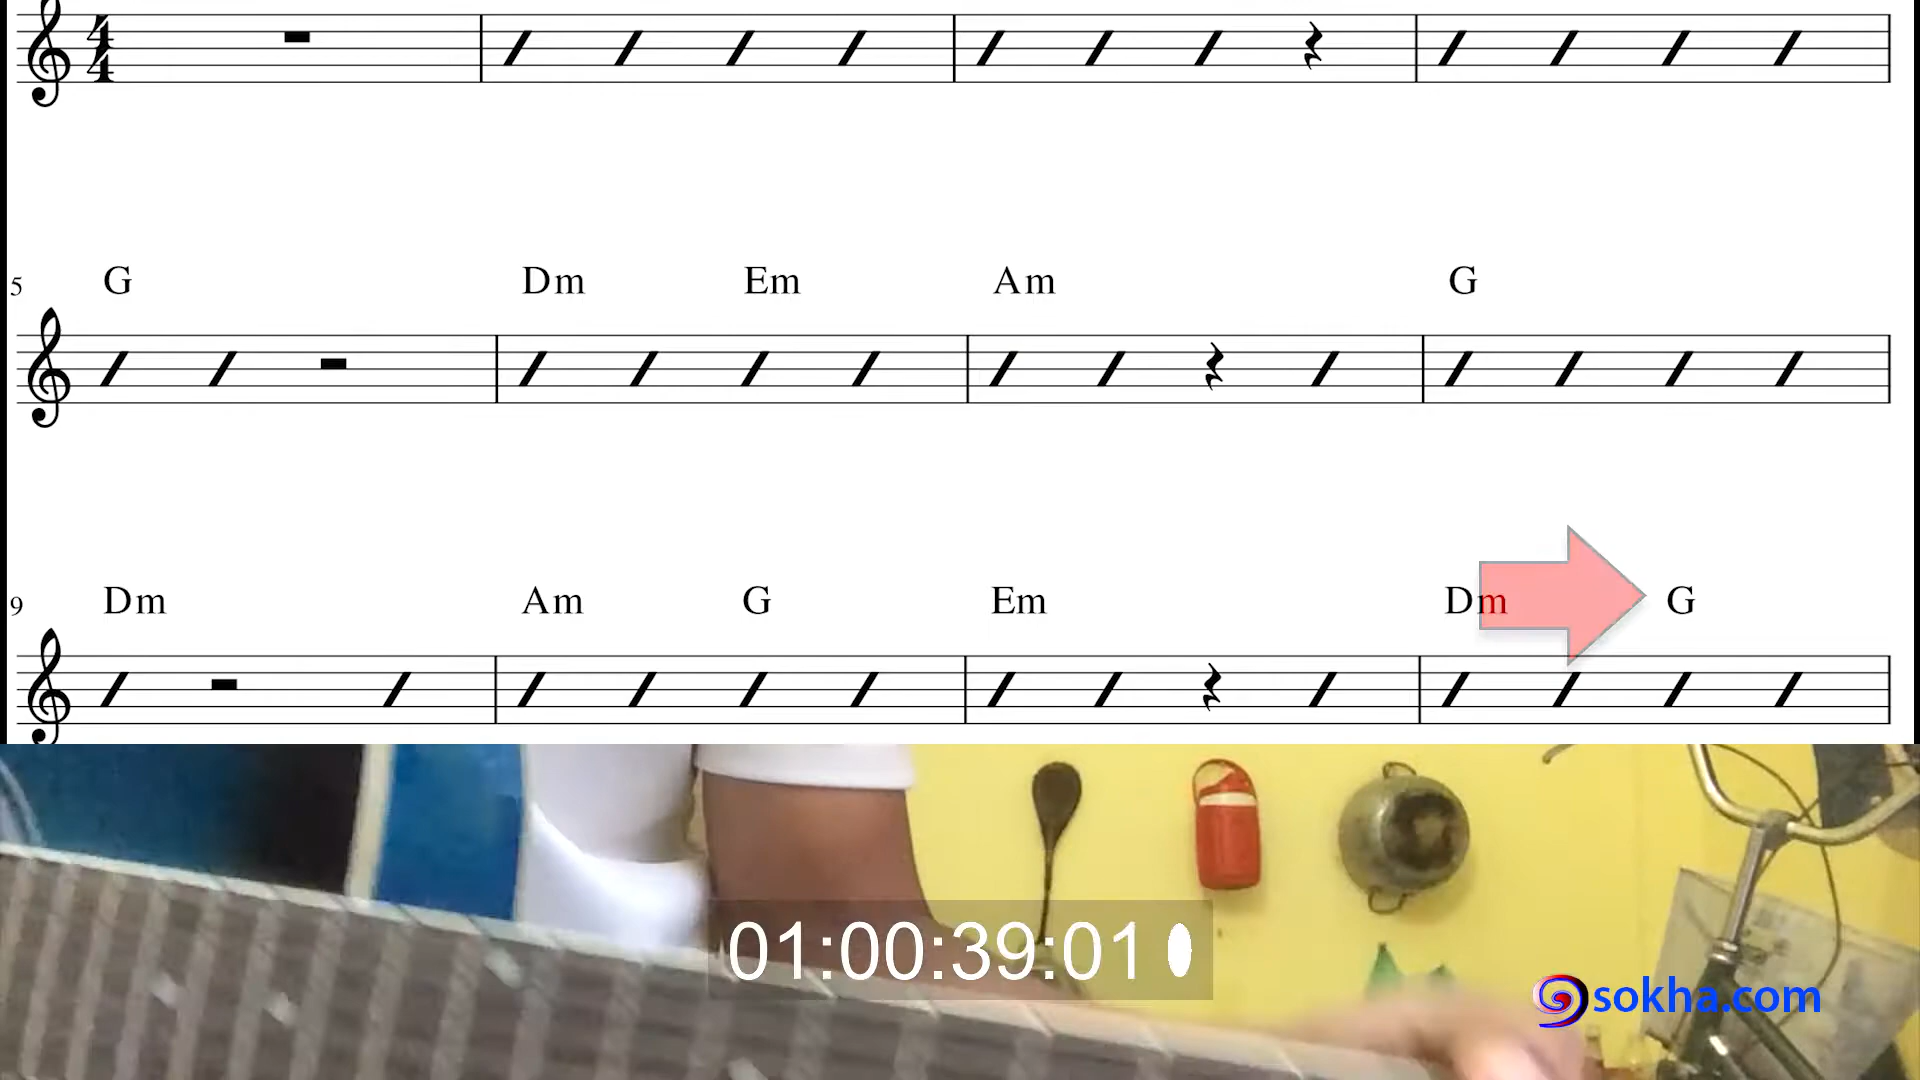 4
4
5 G Dm Em Am G
9 Dm Am G Em Dm G
01:00:39:01
sokha.com